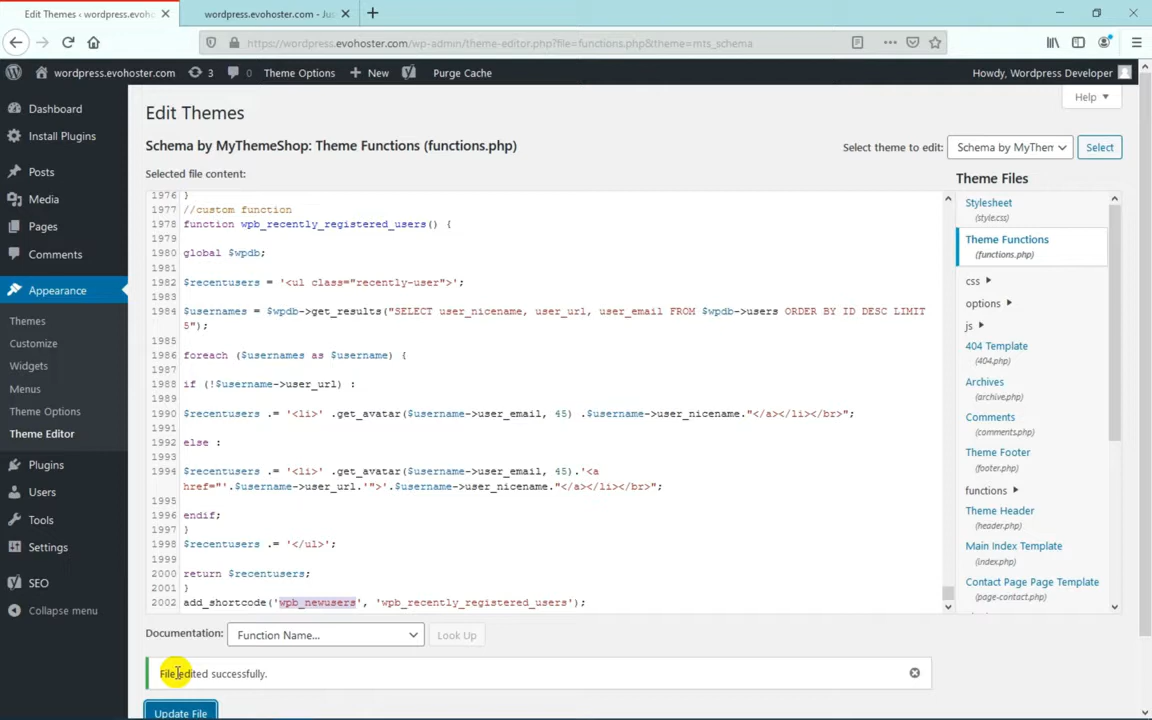 Edit Themes ‹ wordpress.evoho
wordpress.evohoster.com - Jus
https://wordpress.evohoster.com/wp-admin/theme-editor.php?file=functions.php&theme=mts_schema
wordpress.evohoster.com
3
0
Theme Options
New
Purge Cache
Howdy, Wordpress Developer
Dashboard
Install Plugins
Posts
Media
Pages
Comments
Appearance
Themes
Customize
Widgets
Menus
Theme Options
Theme Editor
Plugins
Users
Tools
Settings
SEO
Collapse menu
Help
Edit Themes
Schema by MyThemeShop: Theme Functions (functions.php)
Select theme to edit:
Schema by MyThem
Select
Selected file content:
1976 }
1977 //custom function
1978 function wpb_recently_registered_users() {
1979
1980 global $wpdb;
1981
1982 $recentusers = '<ul class="recently-user">';
1983
1984 $usernames = $wpdb->get_results("SELECT user_nicename, user_url, user_email FROM $wpdb->users ORDER BY ID DESC LIMIT
5");
1985
1986 foreach ($usernames as $username) {
1987
1988 if (!$username->user_url) :
1989
1990 $recentusers .= '<li>' .get_avatar($username->user_email, 45) .$username->user_nicename."</a></li></br>";
1991
1992 else :
1993
1994 $recentusers .= '<li>' .get_avatar($username->user_email, 45).'<a
href="'.$username->user_url.'">'.$username->user_nicename."</a></li></br>";
1995
1996 endif;
1997 }
1998 $recentusers .= '</ul>';
1999
2000 return $recentusers;
2001 }
2002 add_shortcode('wpb_newusers', 'wpb_recently_registered_users');
Theme Files
Stylesheet
(style.css)
Theme Functions
(functions.php)
css
options
js
404 Template
(404.php)
Archives
(archive.php)
Comments
(comments.php)
Theme Footer
(footer.php)
functions
Theme Header
(header.php)
Main Index Template
(index.php)
Contact Page Page Template
(page-contact.php)
Documentation:
Function Name...
Look Up
File edited successfully.
Update File